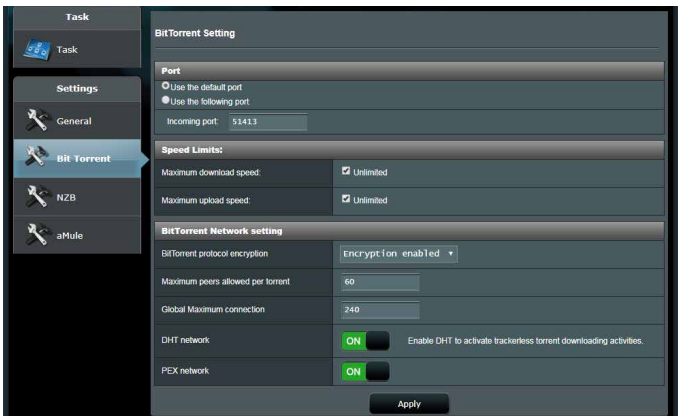 Task
Task
Settings
General
Bit Torrent
NZB
aMule
BitTorrent Setting
Port
Use the default port
Use the following port
Incoming port: 51413
Speed Limits:
Maximum download speed: Unlimited
Maximum upload speed: Unlimited
BitTorrent Network setting
BitTorrent protocol encryption Encryption enabled
Maximum peers allowed per torrent 60
Global Maximum connection 240
DHT network ON Enable DHT to activate trackerless torrent downloading activities.
PEX network ON
Apply